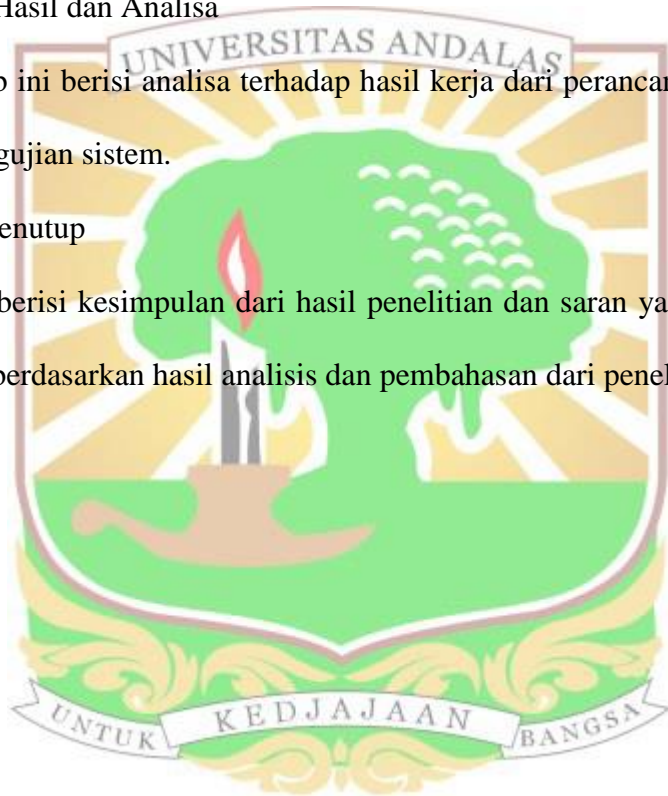 Hasil dan Analisa
UNIVERSITAS ANDALAS
ini berisi analisa terhadap hasil kerja dari perancan
gujian sistem.
enutup
berisi kesimpulan dari hasil penelitian dan saran ya
berdasarkan hasil analisis dan pembahasan dari penel
UNTUK KEDJAJAAN BANGSA